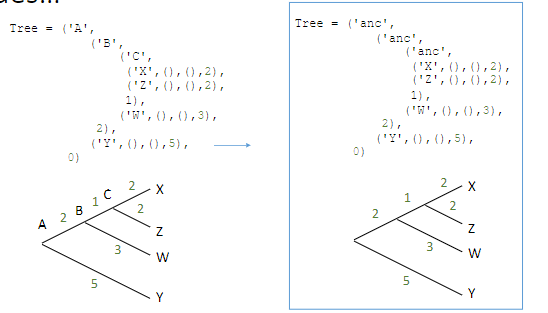 Tree = ('A',
('B',
('C',
('X',(),(),2),
('Z',(),(),2),
1),
('W',(),(),3),
2),
('Y',(),(),5),
0)
A 2 B 1 C 2 X
2
Z
3
W
5
Y
Tree = ('anc',
('anc',
('anc',
('X',(),(),2),
('Z',(),(),2),
1),
('W',(),(),3),
2),
('Y',(),(),5),
0)
2 1 2 X
2
Z
3
W
5
Y